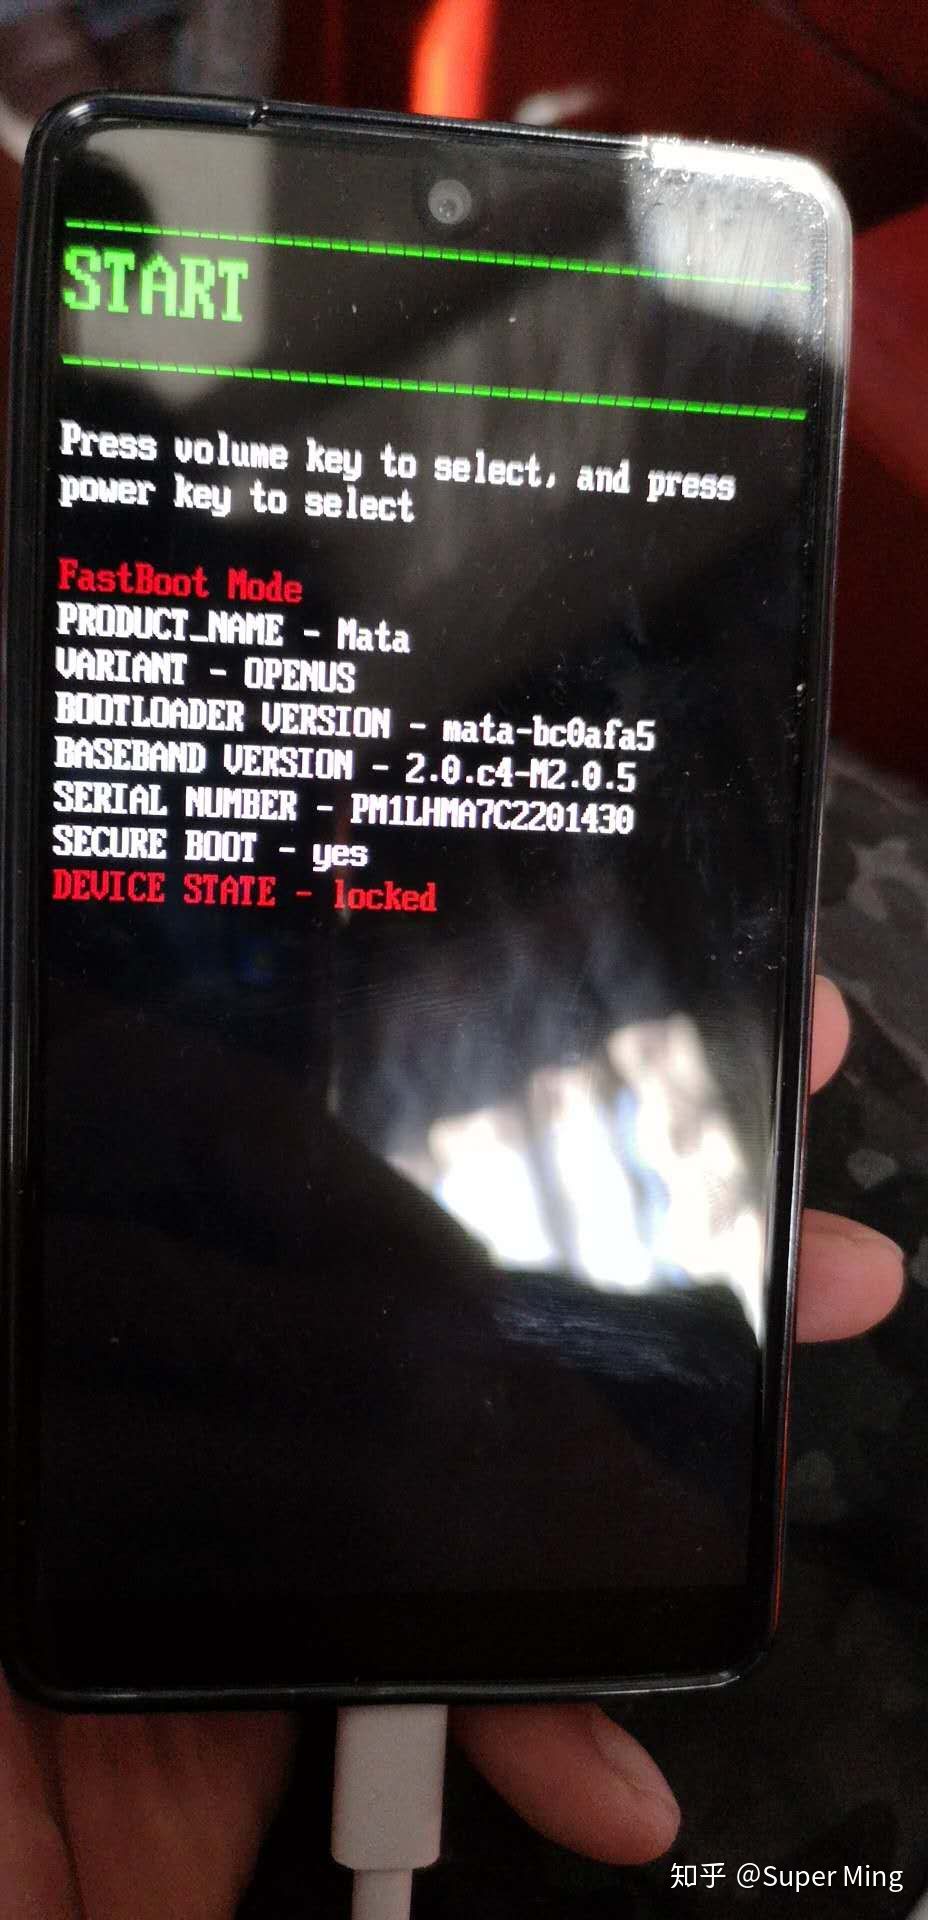 START
Press volume key to select, and press
power key to select
FastBoot Mode
PRODUCT_NAME - Mata
VARIANT - OPENUS
BOOTLOADER VERSION - mata-bc0afa5
BASEBAND VERSION - 2.0.c4-M2.0.5
SERIAL NUMBER - PM1LHMA7C2201430
SECURE BOOT - yes
DEVICE STATE - locked
知乎 @Super Ming